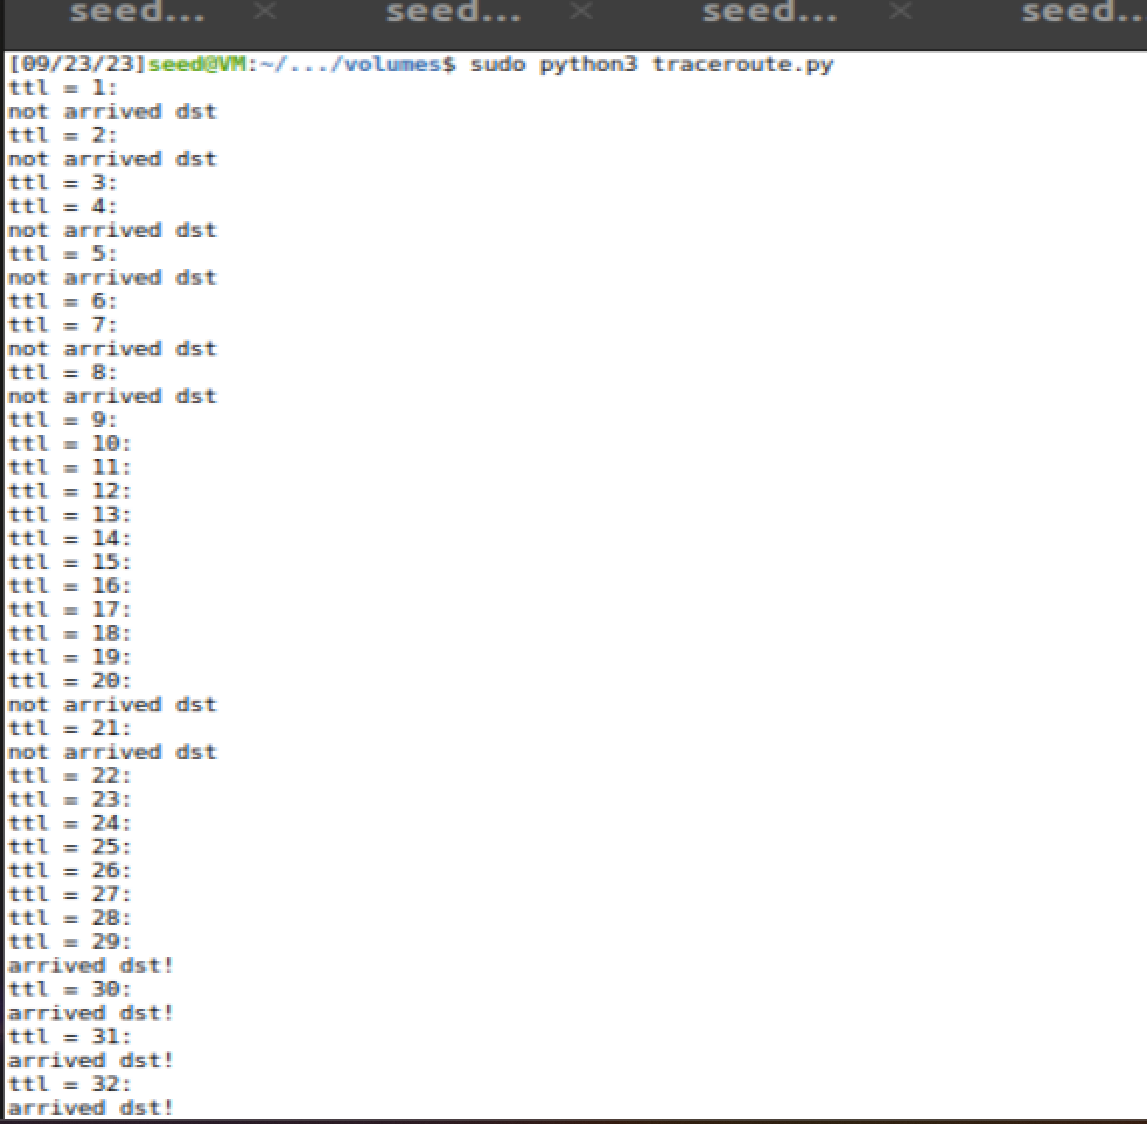 seed... × seed... × seed... × seed...
[09/23/23]seed@VM:~/.../volumes$ sudo python3 traceroute.py
ttl = 1:
not arrived dst
ttl = 2:
not arrived dst
ttl = 3:
ttl = 4:
not arrived dst
ttl = 5:
not arrived dst
ttl = 6:
ttl = 7:
not arrived dst
ttl = 8:
not arrived dst
ttl = 9:
ttl = 10:
ttl = 11:
ttl = 12:
ttl = 13:
ttl = 14:
ttl = 15:
ttl = 16:
ttl = 17:
ttl = 18:
ttl = 19:
ttl = 20:
not arrived dst
ttl = 21:
not arrived dst
ttl = 22:
ttl = 23:
ttl = 24:
ttl = 25:
ttl = 26:
ttl = 27:
ttl = 28:
ttl = 29:
arrived dst!
ttl = 30:
arrived dst!
ttl = 31:
arrived dst!
ttl = 32:
arrived dst!